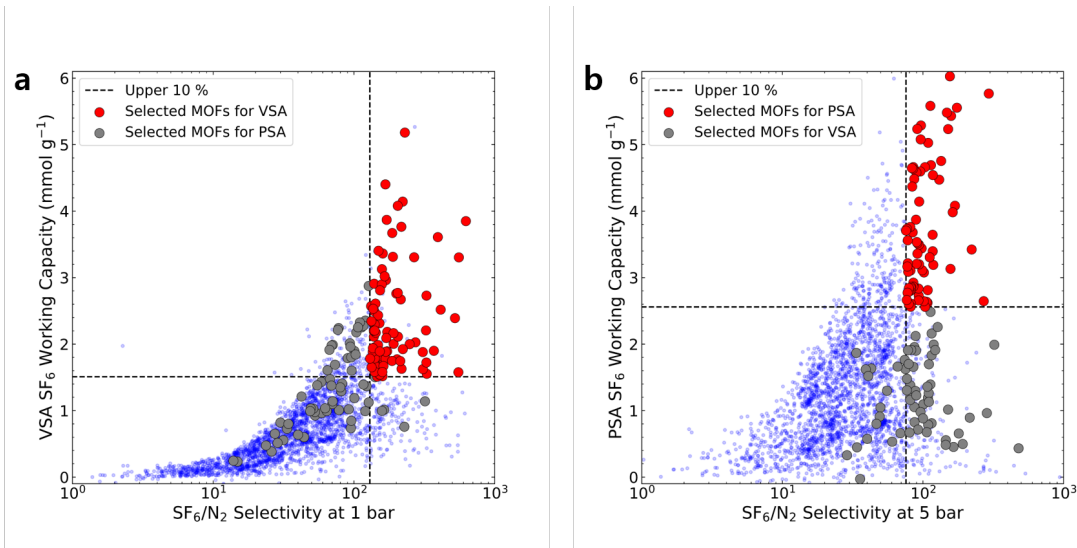 a
Upper 10 %
Selected MOFs for VSA
Selected MOFs for PSA
VSA SF₆ Working Capacity (mmol g⁻¹)
6
5
4
3
2
1
0
10⁰
10¹
10²
10³
SF₆/N₂ Selectivity at 1 bar
b
Upper 10 %
Selected MOFs for PSA
Selected MOFs for VSA
PSA SF₆ Working Capacity (mmol g⁻¹)
6
5
4
3
2
1
0
10⁰
10¹
10²
10³
SF₆/N₂ Selectivity at 5 bar